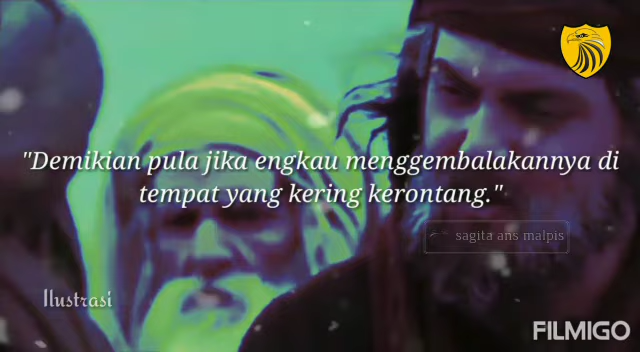 "Demikian pula jika engkau menggembalakannya di
tempat yang kering kerontang."
sagita ans malpis
Ilustrasi
FILMIGO